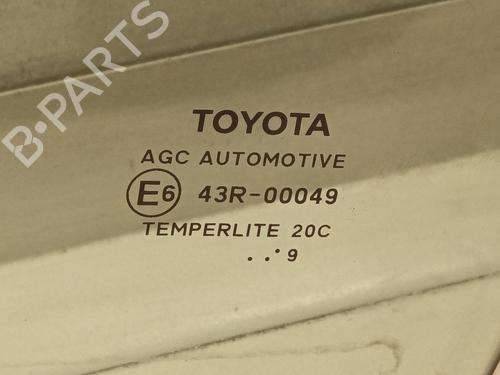 B-PARTS
TOYOTA
AGC AUTOMOTIVE
E6 43R-00049
TEMPERLITE 20C
..·9